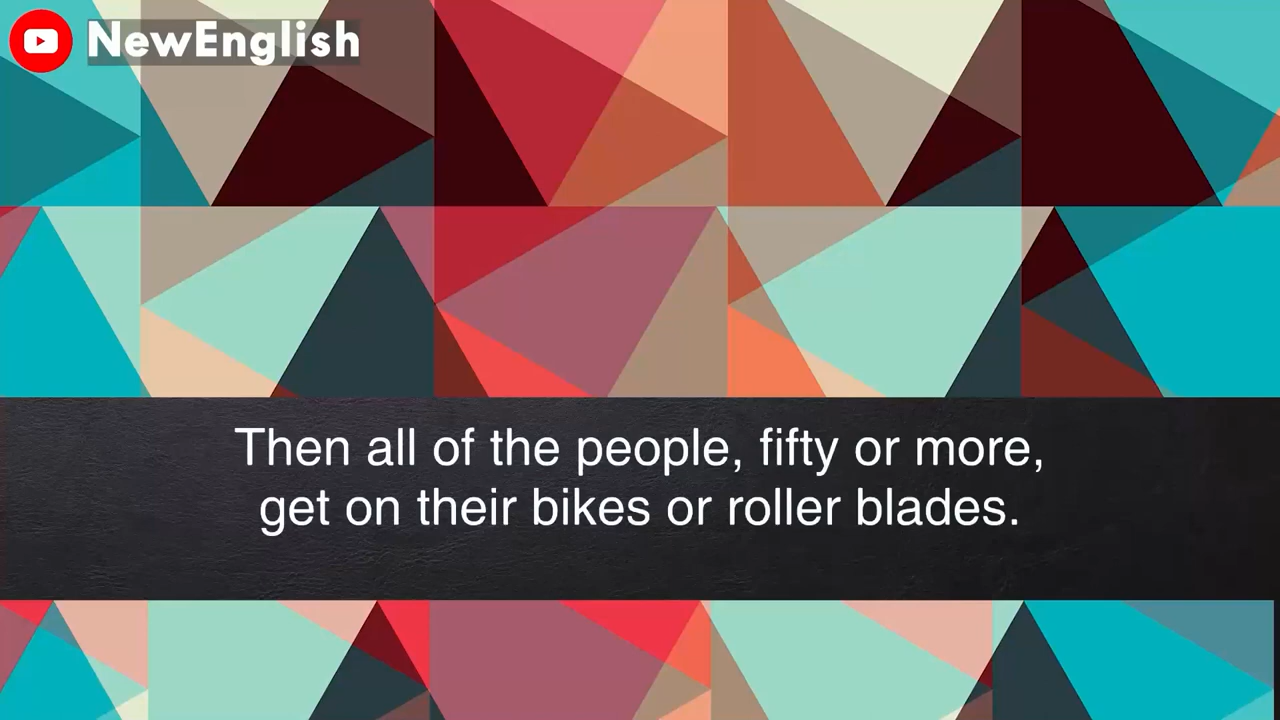 NewEnglish
Then all of the people, fifty or more,
get on their bikes or roller blades.